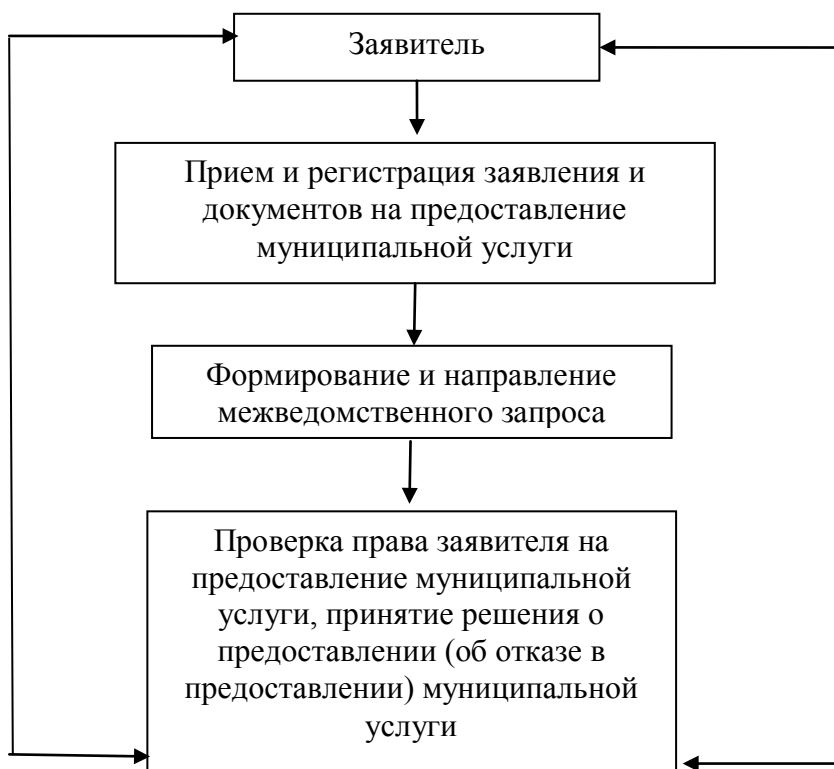 Заявитель
Прием и регистрация заявления и
документов на предоставление
муниципальной услуги
Формирование и направление
межведомственного запроса
Проверка права заявителя на
предоставление муниципальной
услуги, принятие решения о
предоставлении (об отказе в
предоставлении) муниципальной
услуги